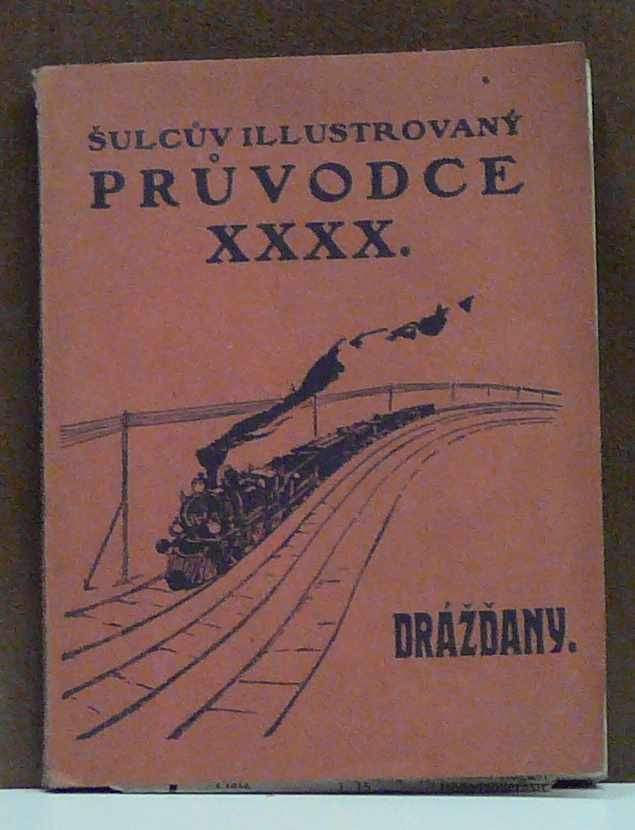 ŠULCŮV ILLUSTROVANÝ
PRŮVODCE
XXXX.
DRÁŽĎANY.